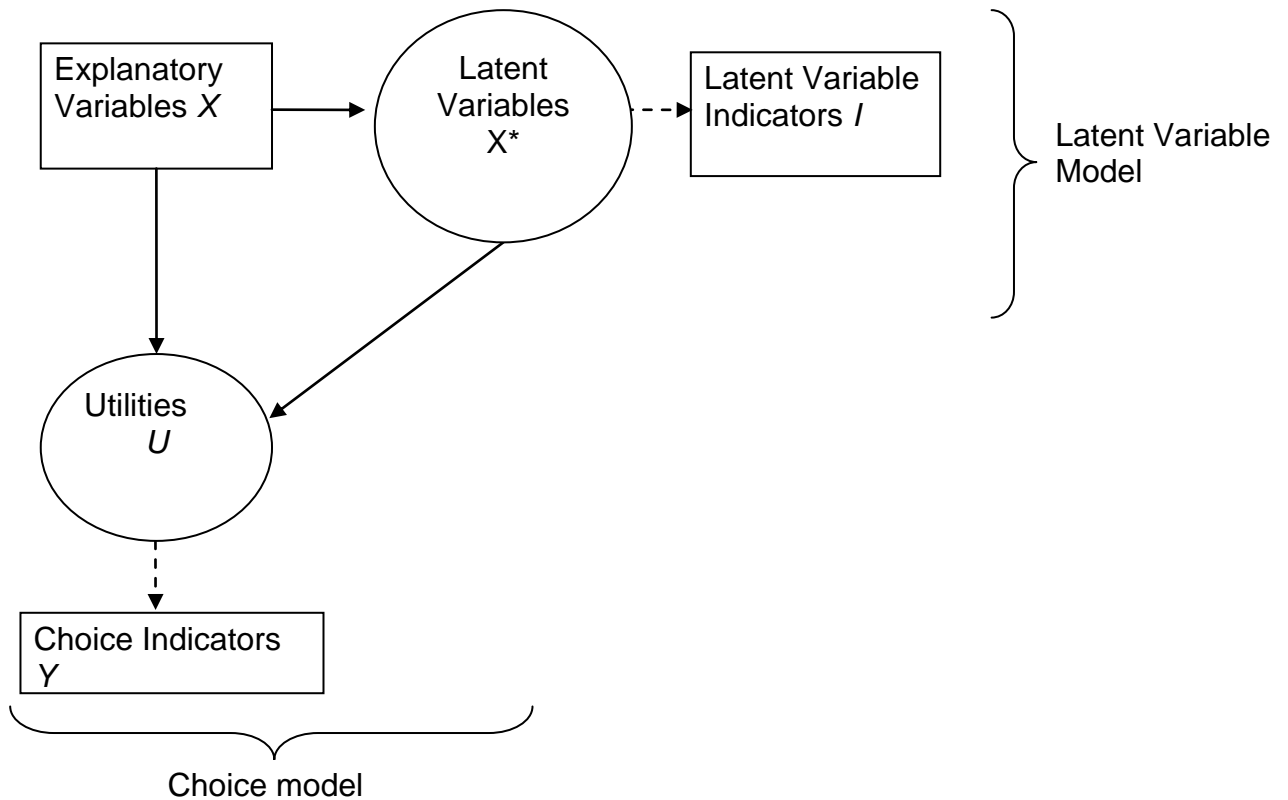 Explanatory
Variables X
Latent
Variables
X*
Latent Variable
Indicators I
Latent Variable
Model
Utilities
U
Choice Indicators
Y
Choice model